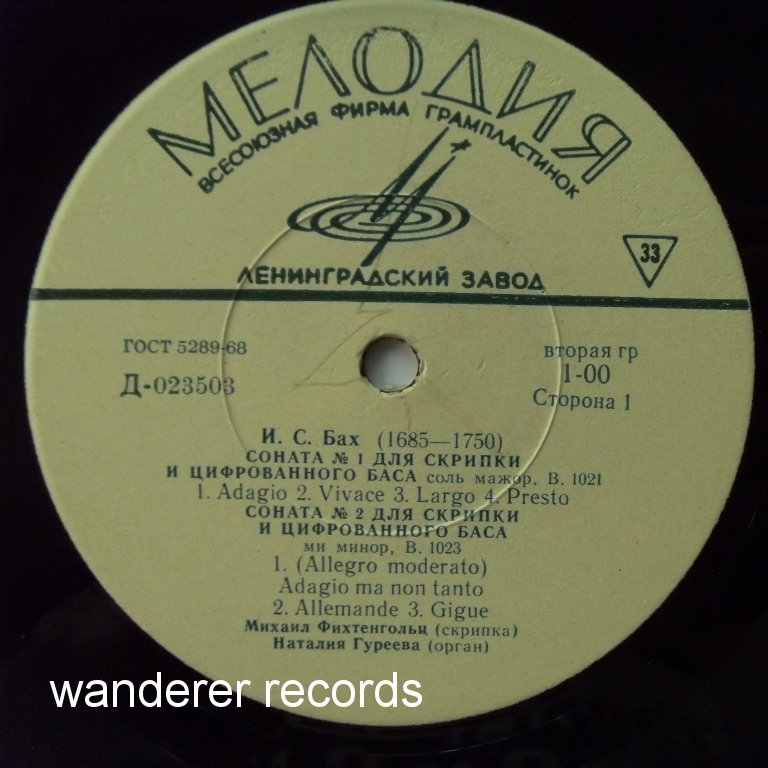 МЕЛОДИЯ
ВСЕСОЮЗНАЯ ФИРМА ГРАМПЛАСТИНОК
33
ЛЕНИНГРАДСКИЙ ЗАВОД
ГОСТ 5289-68
Д-023503
вторая гр
1-00
Сторона 1
И. С. Бах (1685—1750)
СОНАТА № 1 ДЛЯ СКРИПКИ
И ЦИФРОВАННОГО БАСА соль мажор, В. 1021
1. Adagio 2. Vivace 3. Largo 4. Presto
СОНАТА № 2 ДЛЯ СКРИПКИ
И ЦИФРОВАННОГО БАСА
ми минор, В. 1023
1. (Allegro moderato)
Adagio ma non tanto
2. Allemande 3. Gigue
Михаил Фихтенгольц (скрипка)
Наталия Гуреева (орган)
wanderer records